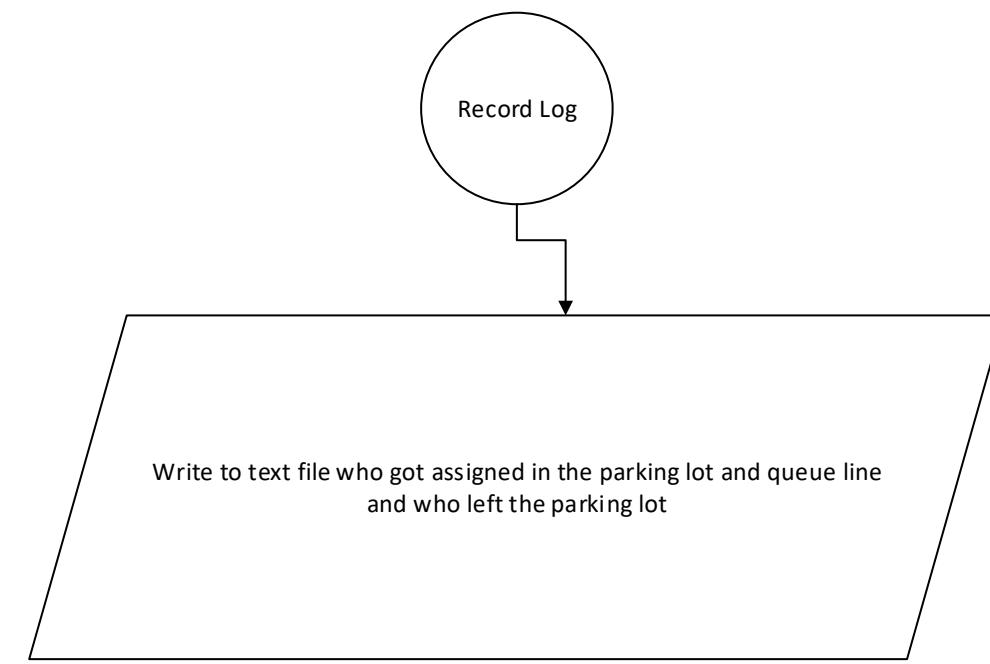 Record Log
Write to text file who got assigned in the parking lot and queue line
and who left the parking lot